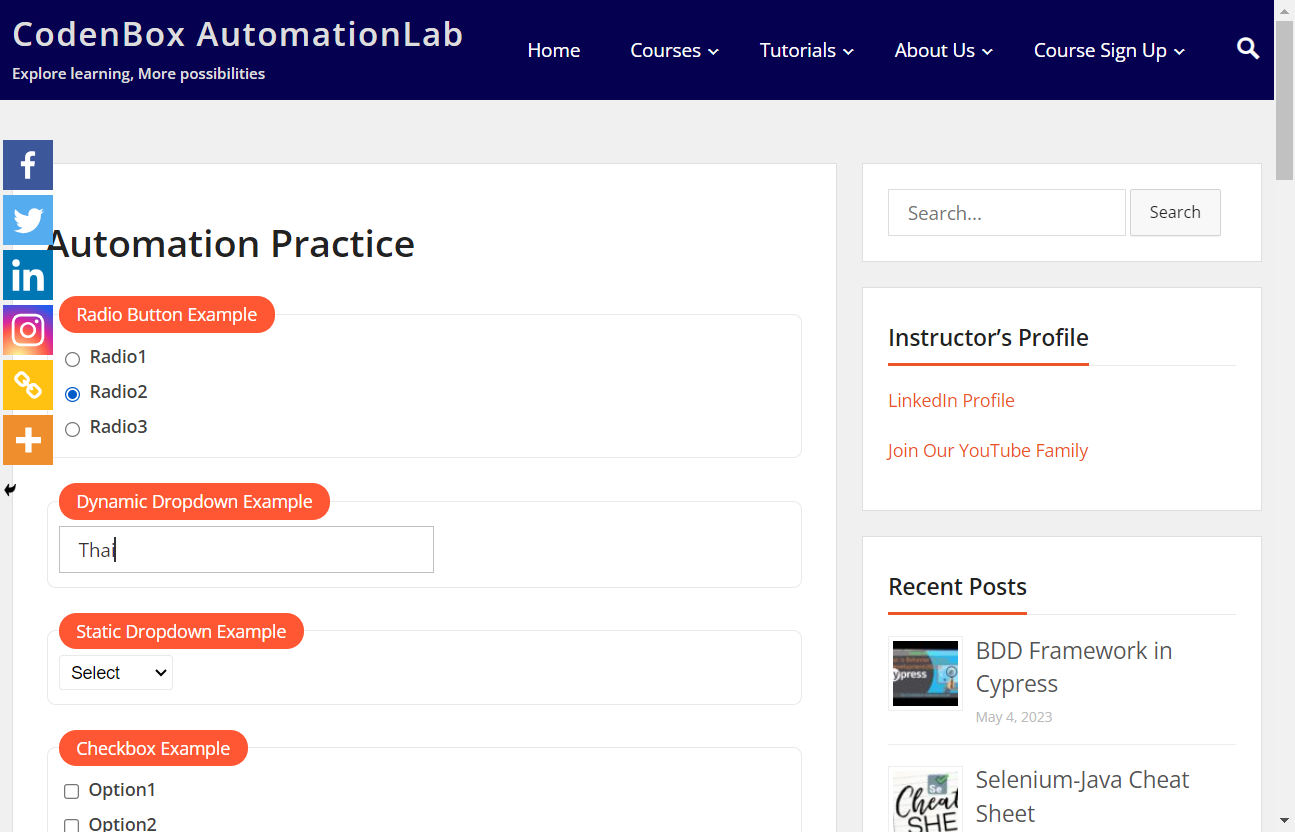 CodenBox AutomationLab
Explore learning, More possibilities
Home Courses Tutorials About Us Course Sign Up
Automation Practice
Radio Button Example
Radio1
Radio2
Radio3
Dynamic Dropdown Example
Thai
Static Dropdown Example
Select
Checkbox Example
Option1
Option2
Search... Search
Instructor’s Profile
LinkedIn Profile
Join Our YouTube Family
Recent Posts
BDD Framework in
Cypress
May 4, 2023
Selenium-Java Cheat
Sheet